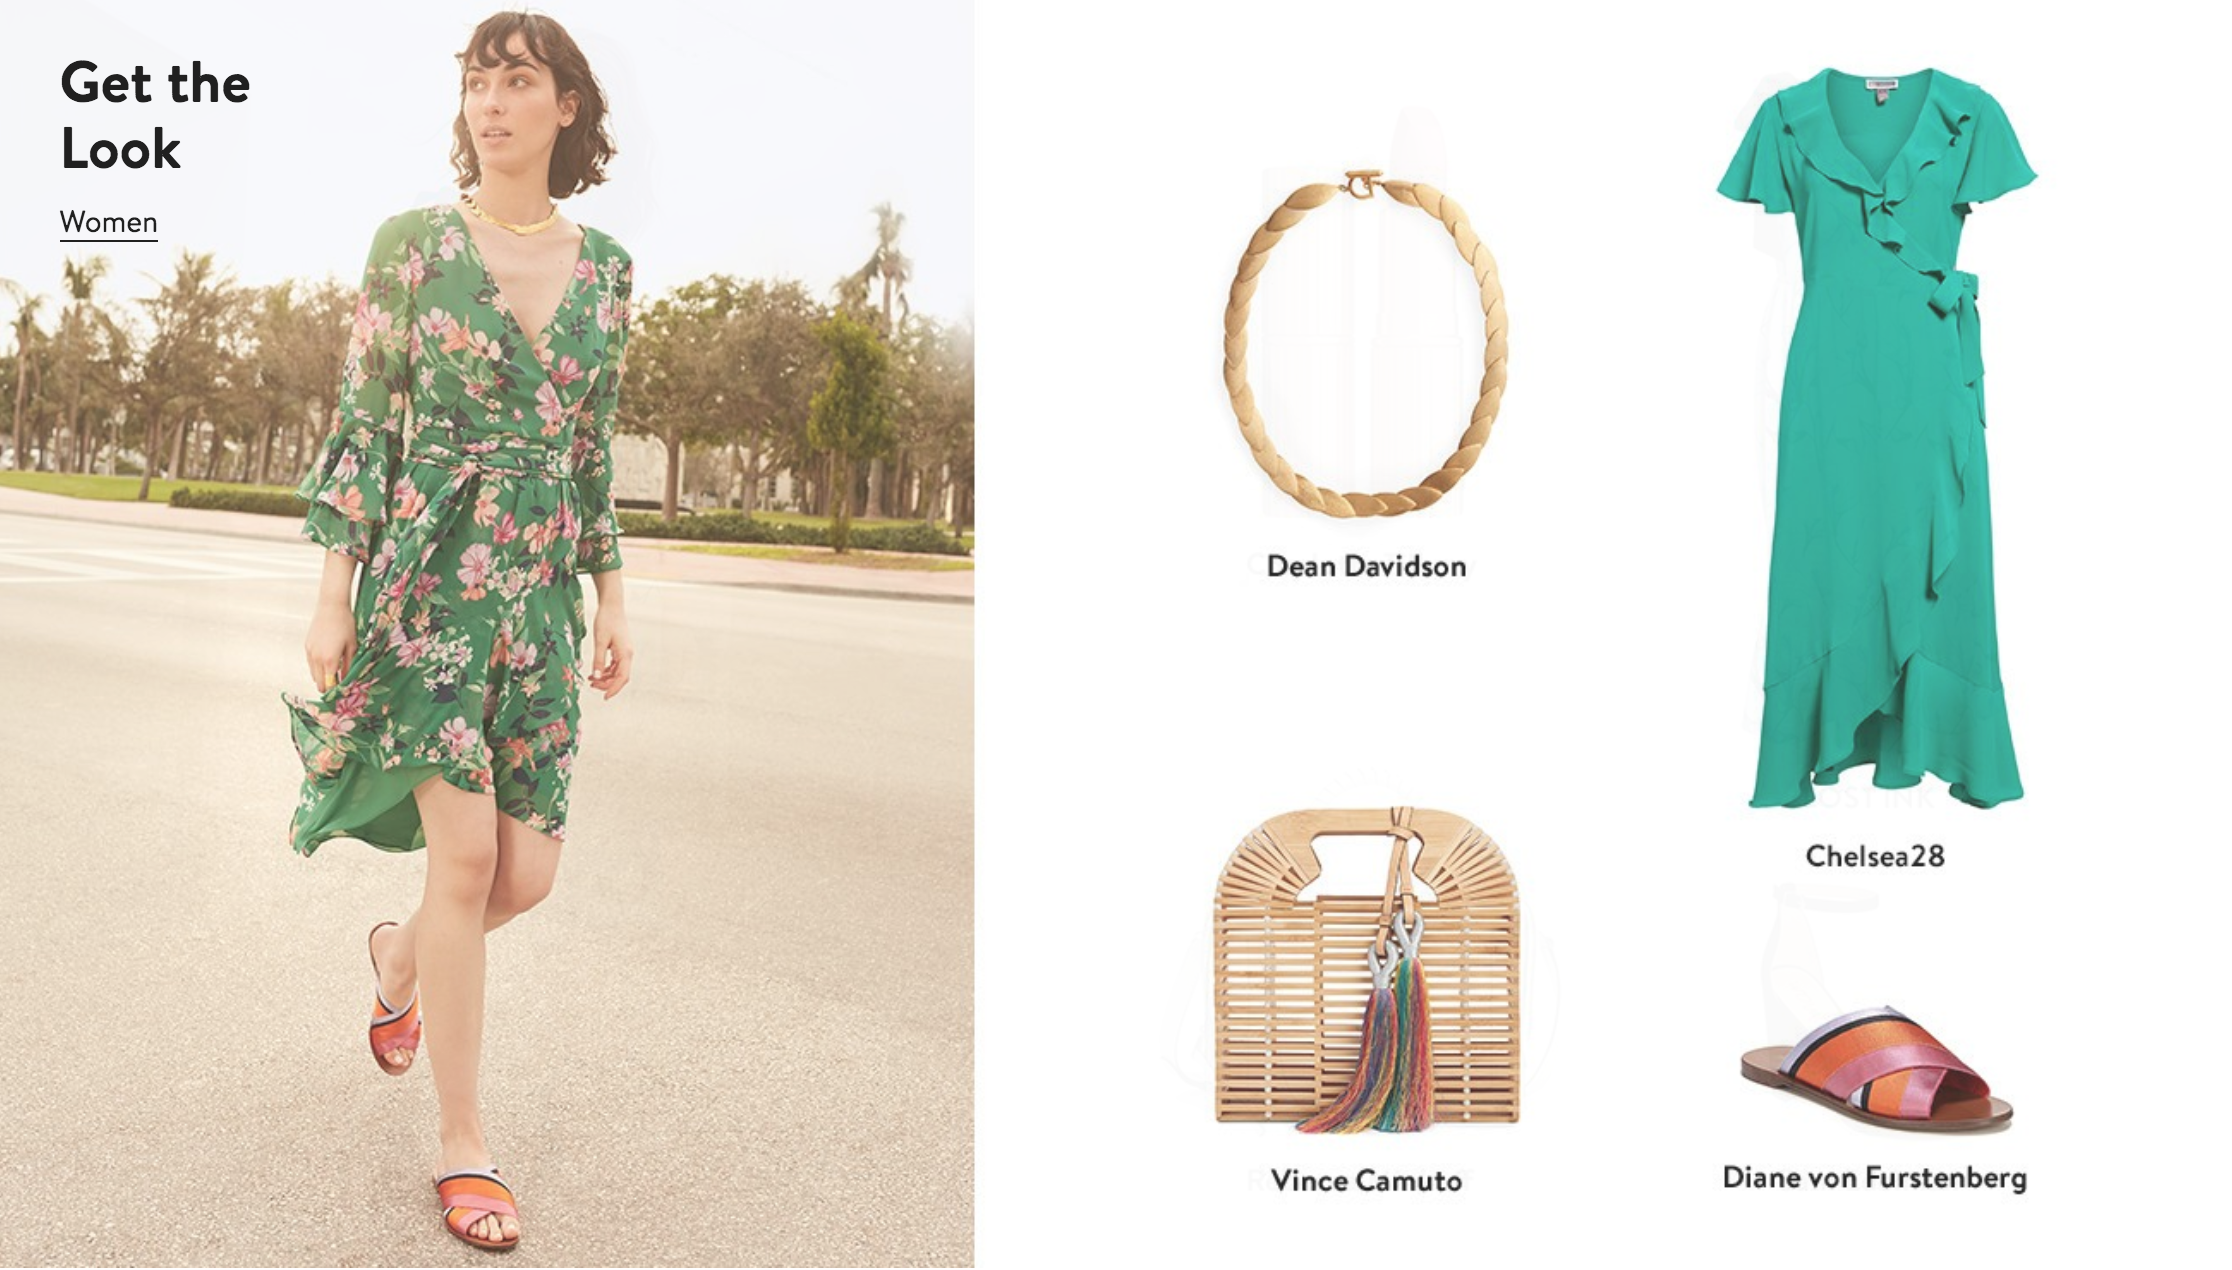 Get the
Look
Women
Dean Davidson
Chelsea28
Vince Camuto
Diane von Furstenberg